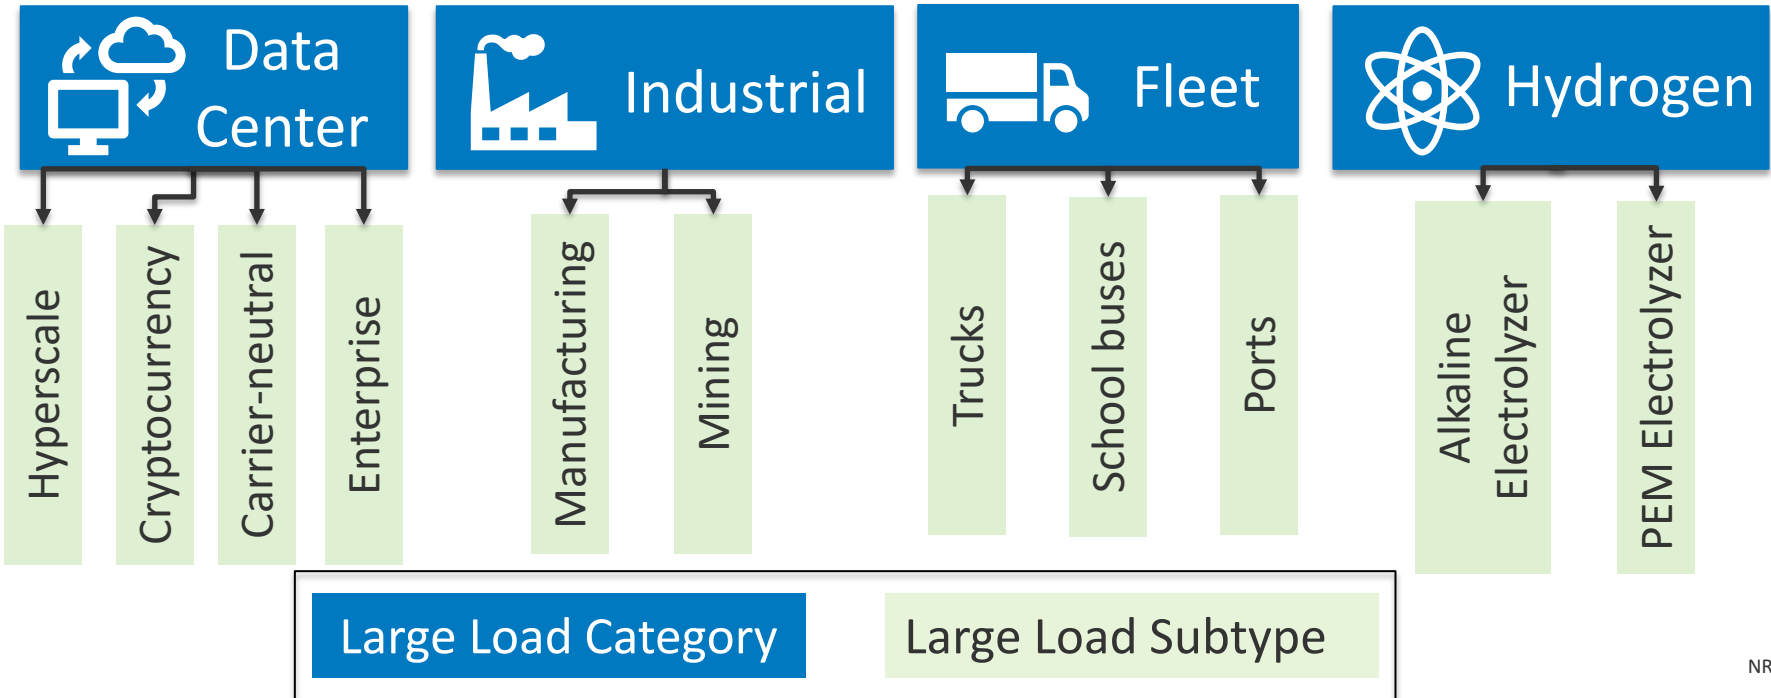 Data
Center
Industrial
Fleet
Hydrogen
Hyperscale
Cryptocurrency
Carrier-neutral
Enterprise
Manufacturing
Mining
Trucks
School buses
Ports
Alkaline
Electrolyzer
PEM Electrolyzer
Large Load Category
Large Load Subtype
NR